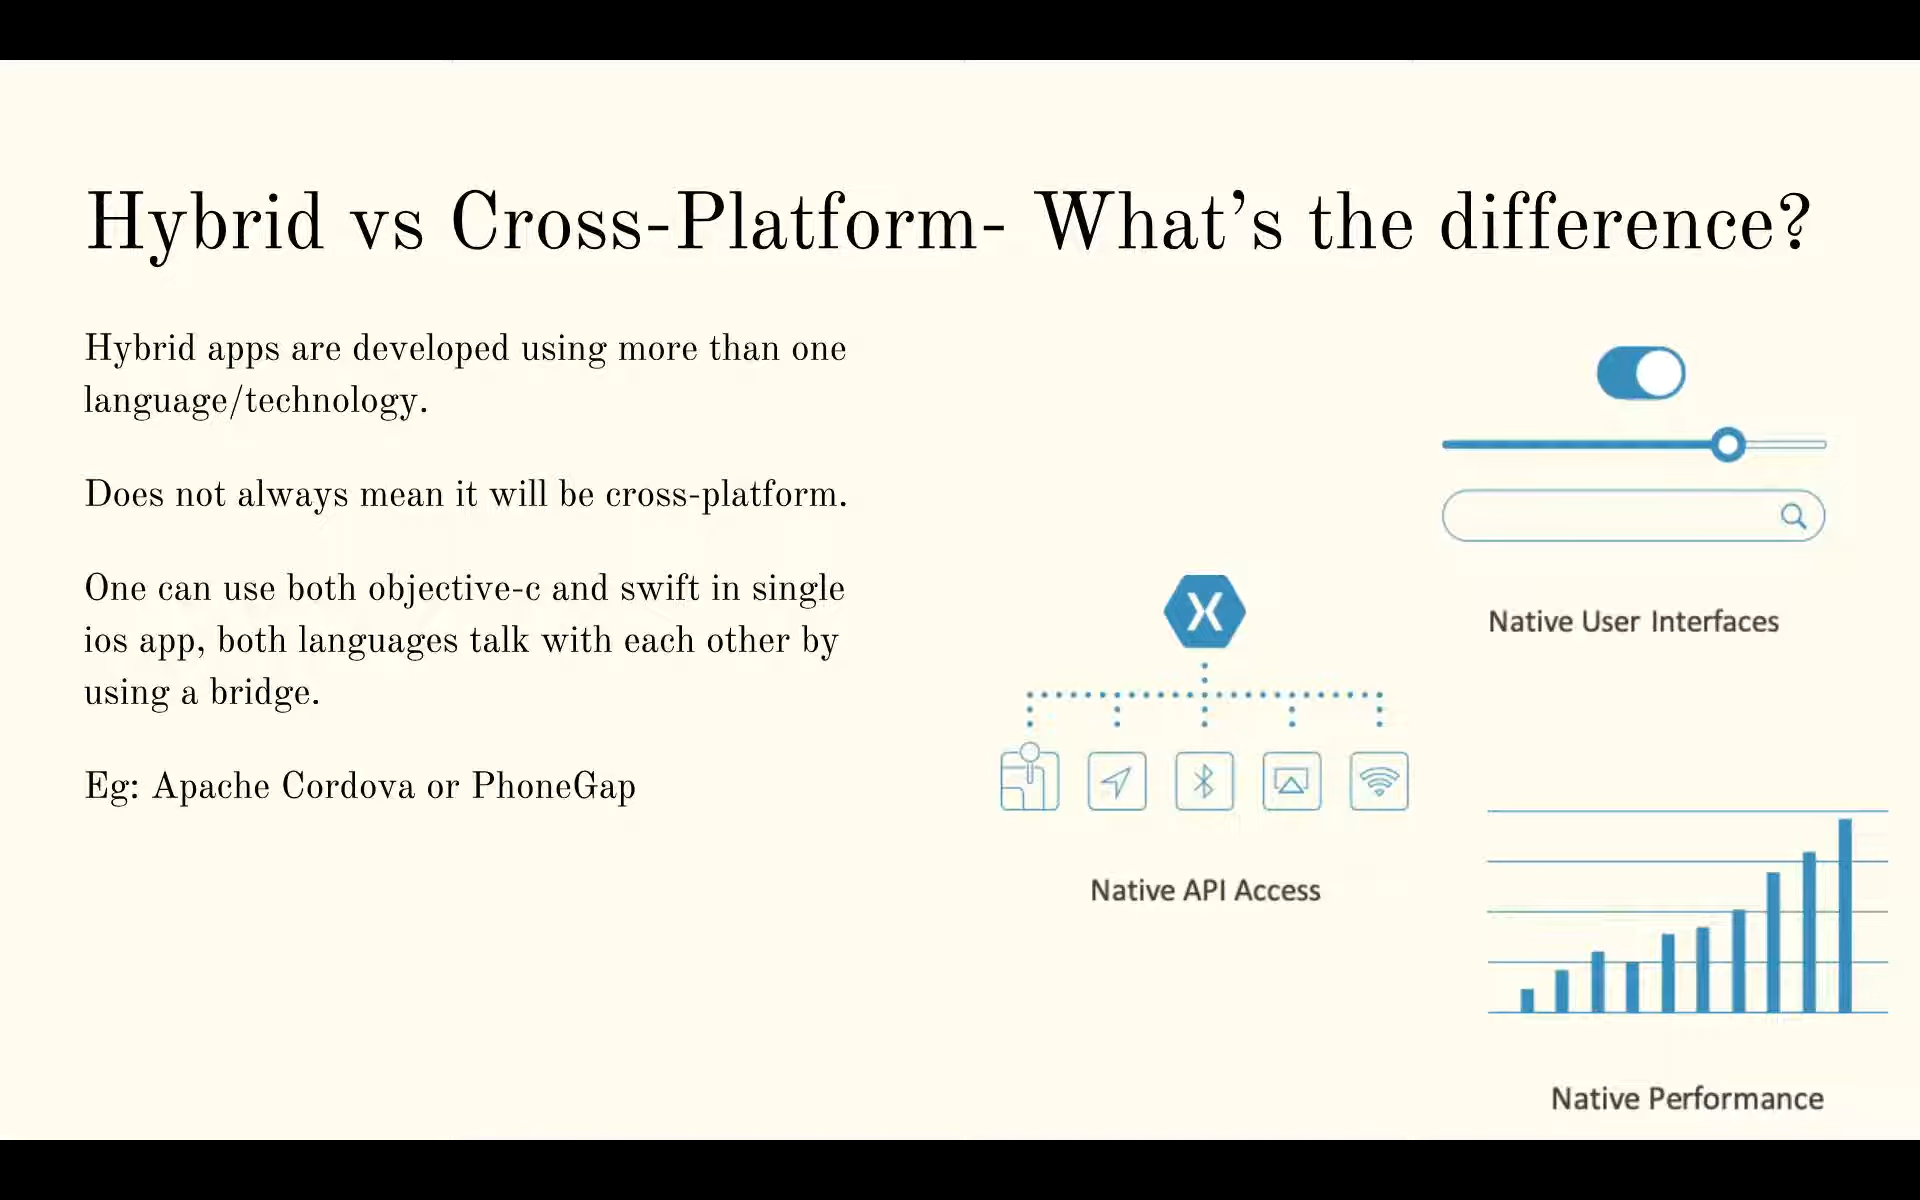 Hybrid vs Cross-Platform- What’s the difference?
Hybrid apps are developed using more than one
language/technology.
Does not always mean it will be cross-platform.
One can use both objective-c and swift in single
ios app, both languages talk with each other by
using a bridge.
Eg: Apache Cordova or PhoneGap
Native User Interfaces
X
Native API Access
Native Performance